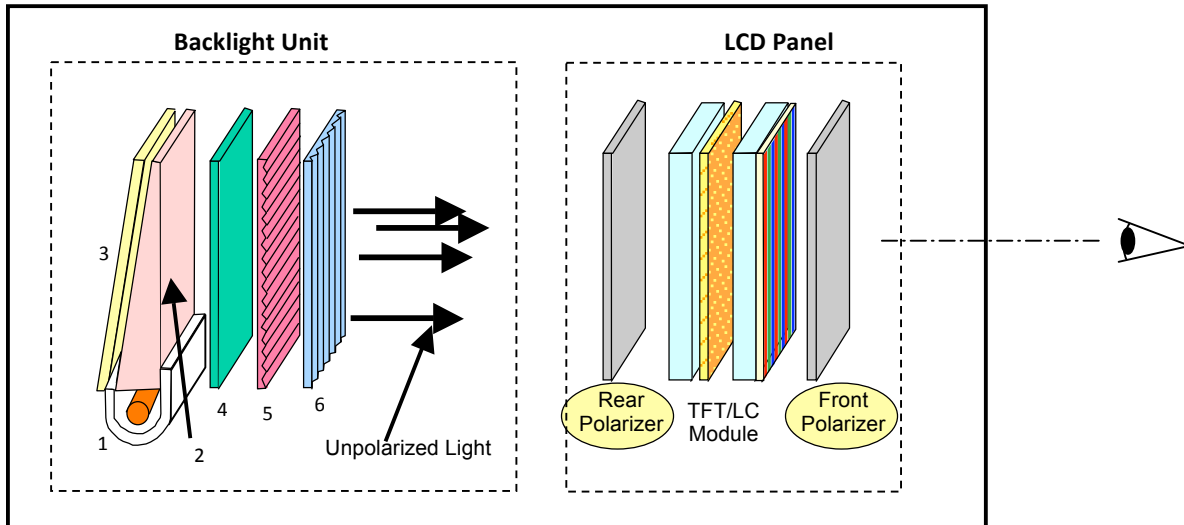 Backlight Unit
LCD Panel
3
4
5
6
1
2
Unpolarized Light
Rear
Polarizer
TFT/LC
Module
Front
Polarizer